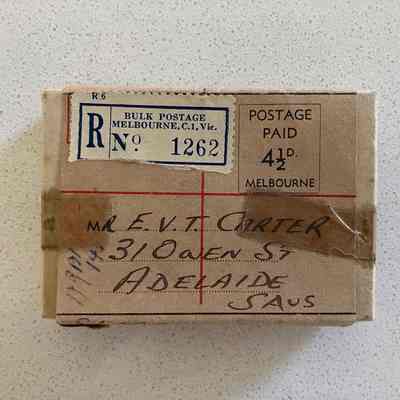 R 6
BULK POSTAGE
MELBOURNE, C.1, Vic.
R No 1262
POSTAGE
PAID
4½D.
MELBOURNE
MR E.V.T. CARTER
31 OWEN ST
ADELAIDE
SAUS